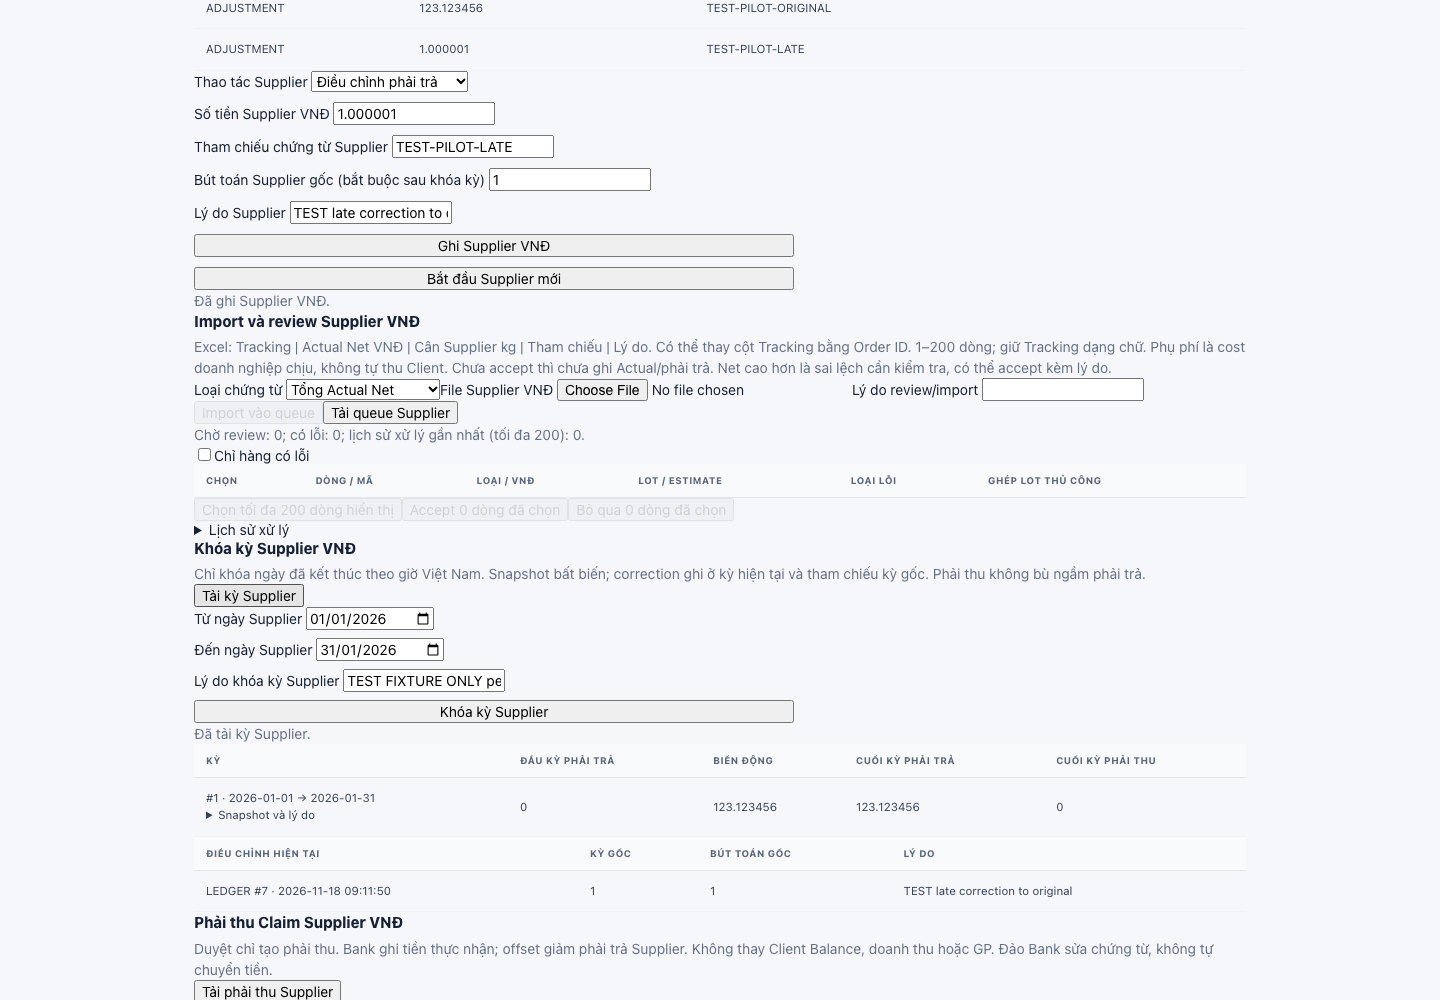 ADJUSTMENT 123.123456 TEST-PILOT-ORIGINAL
ADJUSTMENT 1.000001 TEST-PILOT-LATE
Thao tác Supplier Điều chỉnh phải trả
Số tiền Supplier VNĐ 1.000001
Tham chiếu chứng từ Supplier TEST-PILOT-LATE
Bút toán Supplier gốc (bắt buộc sau khóa kỳ) 1
Lý do Supplier TEST late correction to
Ghi Supplier VNĐ
Bắt đầu Supplier mới
Đã ghi Supplier VNĐ.
Import và review Supplier VNĐ
Excel: Tracking | Actual Net VNĐ | Cân Supplier kg | Tham chiếu | Lý do. Có thể thay cột Tracking bằng Order ID. 1–200 dòng; giữ Tracking dạng chữ. Phụ phí là cost
doanh nghiệp chịu, không tự thu Client. Chưa accept thì chưa ghi Actual/phải trả. Net cao hơn là sai lệch cần kiểm tra, có thể accept kèm lý do.
Loại chứng từ Tổng Actual Net File Supplier VNĐ Choose File No file chosen Lý do review/import
Import vào queue Tải queue Supplier
Chờ review: 0; có lỗi: 0; lịch sử xử lý gần nhất (tối đa 200): 0.
Chỉ hàng có lỗi
CHỌN DÒNG / MÃ LOẠI / VNĐ LOT / ESTIMATE LOẠI LỖI GHÉP LOT THỦ CÔNG
Chọn tối đa 200 dòng hiển thị Accept 0 dòng đã chọn Bỏ qua 0 dòng đã chọn
Lịch sử xử lý
Khóa kỳ Supplier VNĐ
Chỉ khóa ngày đã kết thúc theo giờ Việt Nam. Snapshot bất biến; correction ghi ở kỳ hiện tại và tham chiếu kỳ gốc. Phải thu không bù ngầm phải trả.
Tải kỳ Supplier
Từ ngày Supplier 01/01/2026
Đến ngày Supplier 31/01/2026
Lý do khóa kỳ Supplier TEST FIXTURE ONLY pe
Khóa kỳ Supplier
Đã tải kỳ Supplier.
KỲ ĐẦU KỲ PHẢI TRẢ BIẾN ĐỘNG CUỐI KỲ PHẢI TRẢ CUỐI KỲ PHẢI THU
#1 · 2026-01-01 → 2026-01-31 0 123.123456 123.123456 0
Snapshot và lý do
ĐIỀU CHỈNH HIỆN TẠI KỲ GỐC BÚT TOÁN GỐC LÝ DO
LEDGER #7 · 2026-11-18 09:11:50 1 1 TEST late correction to original
Phải thu Claim Supplier VNĐ
Duyệt chỉ tạo phải thu. Bank ghi tiền thực nhận; offset giảm phải trả Supplier. Không thay Client Balance, doanh thu hoặc GP. Đảo Bank sửa chứng từ, không tự
chuyển tiền.
Tải phải thu Supplier